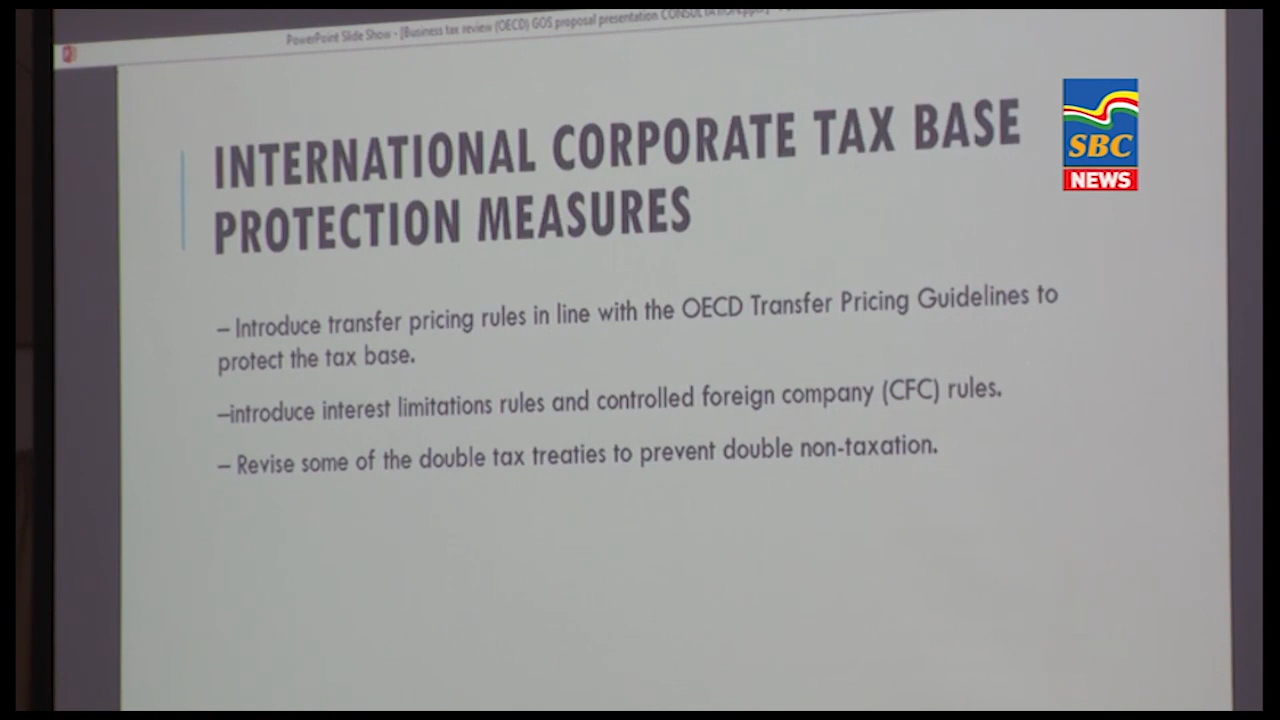 PowerPoint Slide Show - [Business tax review (OECD) GOS proposal presentation
INTERNATIONAL CORPORATE TAX BASE
PROTECTION MEASURES
SBC
NEWS
– Introduce transfer pricing rules in line with the OECD Transfer Pricing Guidelines to
protect the tax base.
–introduce interest limitations rules and controlled foreign company (CFC) rules.
– Revise some of the double tax treaties to prevent double non-taxation.